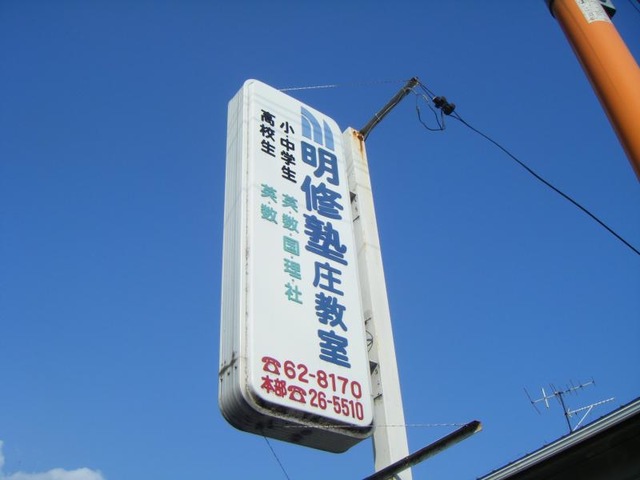 明修塾庄教室
小・中学生 英・数・国・理・社
高校生 英・数
☎62-8170
本部☎26-5510